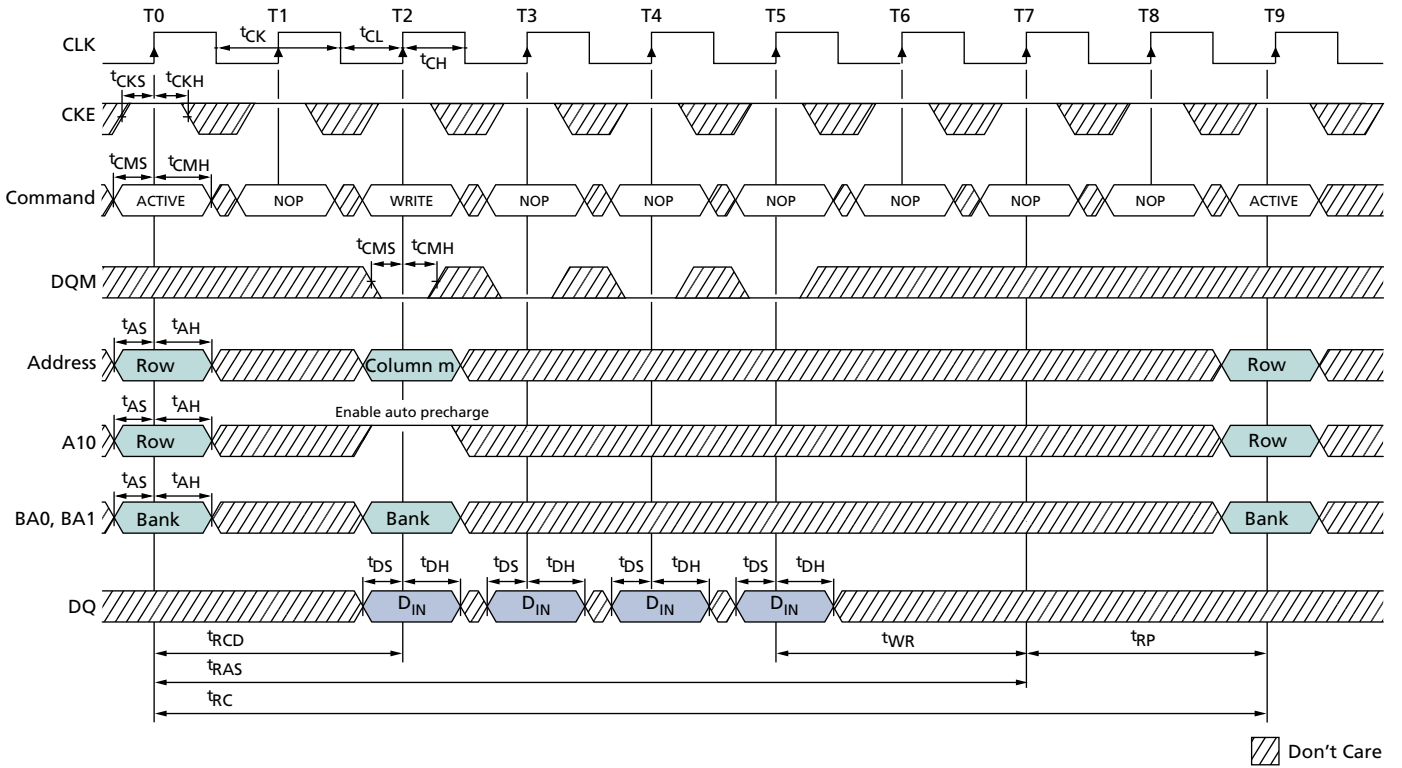 T0 T1 T2 T3 T4 T5 T6 T7 T8 T9
CLK
tCK tCL
tCH
tCKS tCKH
CKE
tCMS tCMH
Command ACTIVE NOP WRITE NOP NOP NOP NOP NOP NOP ACTIVE
tCMS tCMH
DQM
tAS tAH
Address Row Column m Row
tAS tAH Enable auto precharge
A10 Row Row
tAS tAH
BA0, BA1 Bank Bank Bank
tDS tDH tDS tDH tDS tDH tDS tDH
DQ DIN DIN DIN DIN
tRCD tWR tRP
tRAS
tRC
Don't Care